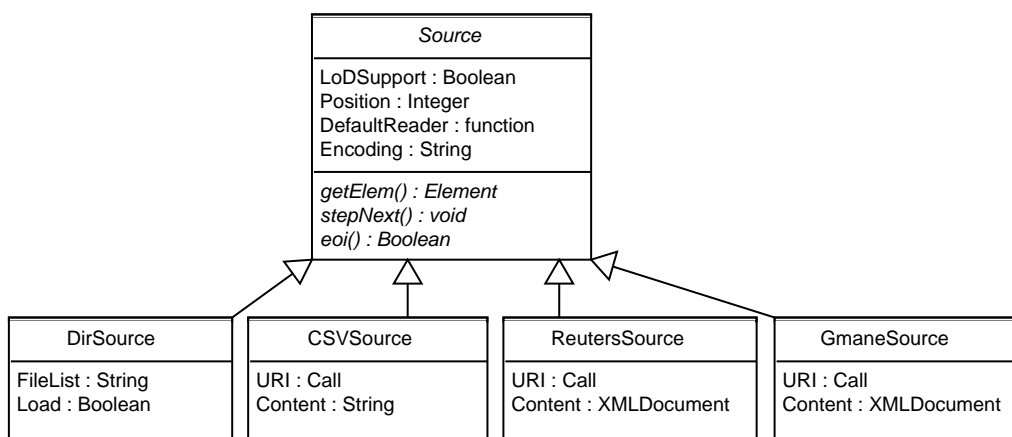 Source
LoDSupport : Boolean
Position : Integer
DefaultReader : function
Encoding : String
getElem() : Element
stepNext() : void
eoi() : Boolean
DirSource
FileList : String
Load : Boolean
CSVSource
URI : Call
Content : String
ReutersSource
URI : Call
Content : XMLDocument
GmaneSource
URI : Call
Content : XMLDocument